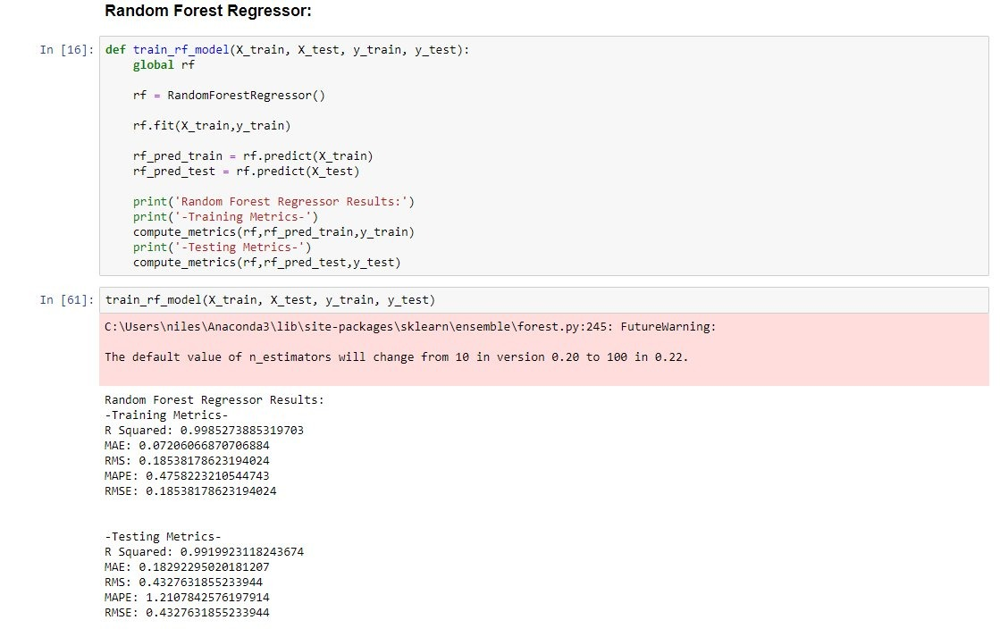 Random Forest Regressor:
In [16]: def train_rf_model(X_train, X_test, y_train, y_test):
global rf
rf = RandomForestRegressor()
rf.fit(X_train,y_train)
rf_pred_train = rf.predict(X_train)
rf_pred_test = rf.predict(X_test)
print('Random Forest Regressor Results:')
print('-Training Metrics-')
compute_metrics(rf,rf_pred_train,y_train)
print('-Testing Metrics-')
compute_metrics(rf,rf_pred_test,y_test)
In [61]: train_rf_model(X_train, X_test, y_train, y_test)
C:\Users\niles\Anaconda3\lib\site-packages\sklearn\ensemble\forest.py:245: FutureWarning:
The default value of n_estimators will change from 10 in version 0.20 to 100 in 0.22.
Random Forest Regressor Results:
-Training Metrics-
R Squared: 0.9985273885319703
MAE: 0.07206066870706884
RMS: 0.18538178623194024
MAPE: 0.4758223210544743
RMSE: 0.18538178623194024
-Testing Metrics-
R Squared: 0.9919923118243674
MAE: 0.18292295020181207
RMS: 0.4327631855233944
MAPE: 1.2107842576197914
RMSE: 0.4327631855233944